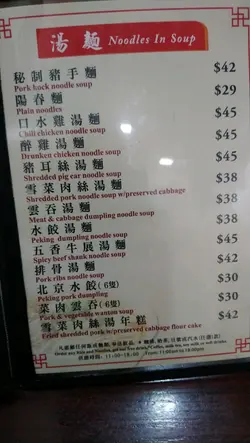 湯麵 Noodles In Soup
秘制豬手麵 $42
Pork hock noodle soup
陽春麵 $29
Plain noodles
口水雞湯麵 $45
Chili chicken noodle soup
醉雞湯麵 $45
Drunken chicken noodle soup
豬耳絲湯麵 $45
Shredded pig ear noodle soup
雪菜肉絲湯麵 $38
Shredded pork noodle soup w/preserved cabbage
雲吞湯麵 $38
Meat & cabbage dumpling noodle soup
水餃湯麵 $38
Peking dumpling noodle soup
五香牛展湯麵 $45
Spicy beef shank noodle soup
排骨湯麵 $42
Pork ribs noodle soup
北京水餃(6隻) $30
Peking pork dumpling
菜肉雲吞(6隻) $30
Pork & vegetable wanton soup
雪菜肉絲湯年糕 $42
Fried shredded pork w/preserved cabbage flour cake